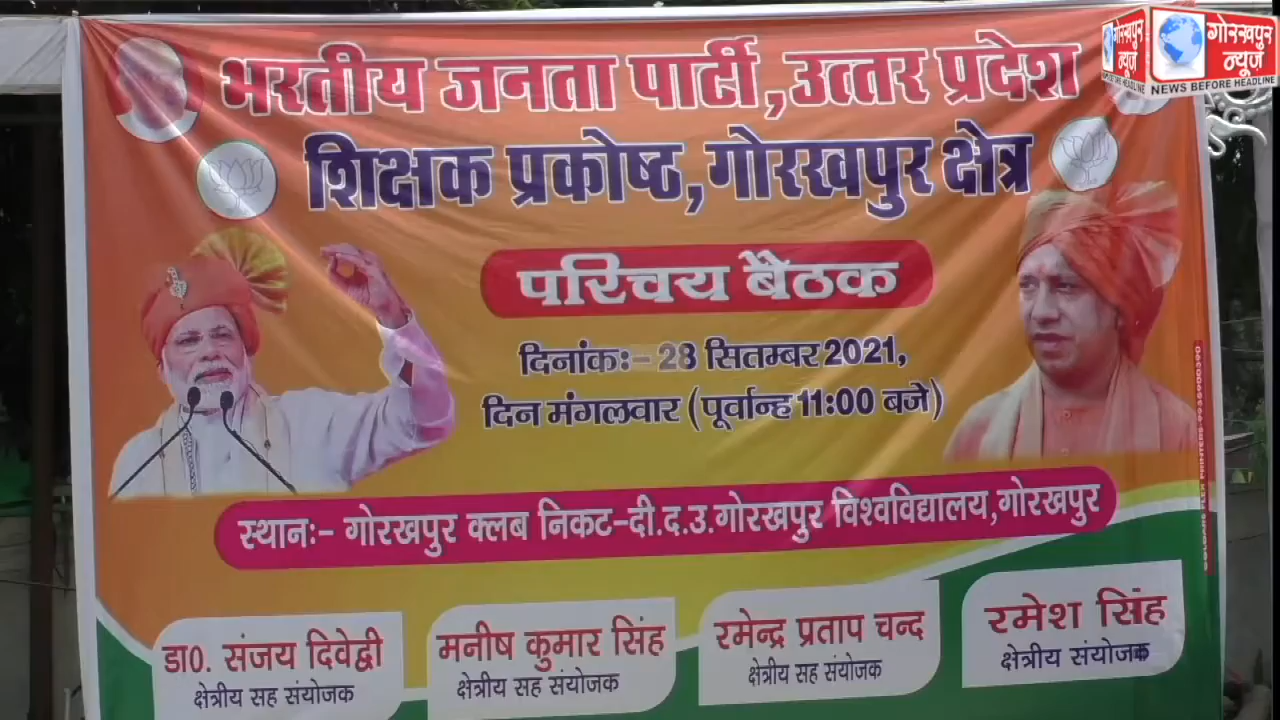 भरतीय जनता पार्टी, उत्तर प्रदेश
शिक्षक प्रकोष्ठ, गोरखपुर क्षेत्र
परिचय बैठक
दिनांकः- 28 सितम्बर 2021,
दिन मंगलवार (पूर्वान्ह 11:00 बजे)
स्थानः- गोरखपुर क्लब निकट-दी.द.उ.गोरखपुर विश्वविद्यालय, गोरखपुर
डा0. संजय दिवेद्वी
क्षेत्रीय सह संयोजक
मनीष कुमार सिंह
क्षेत्रीय सह संयोजक
रमेन्द्र प्रताप चन्द
क्षेत्रीय सह संयोजक
रमेश सिंह
क्षेत्रीय संयोजक
गोरखपुर
न्यूज
NEWS BEFORE HEADLINE
गोरखपुर
न्यूज